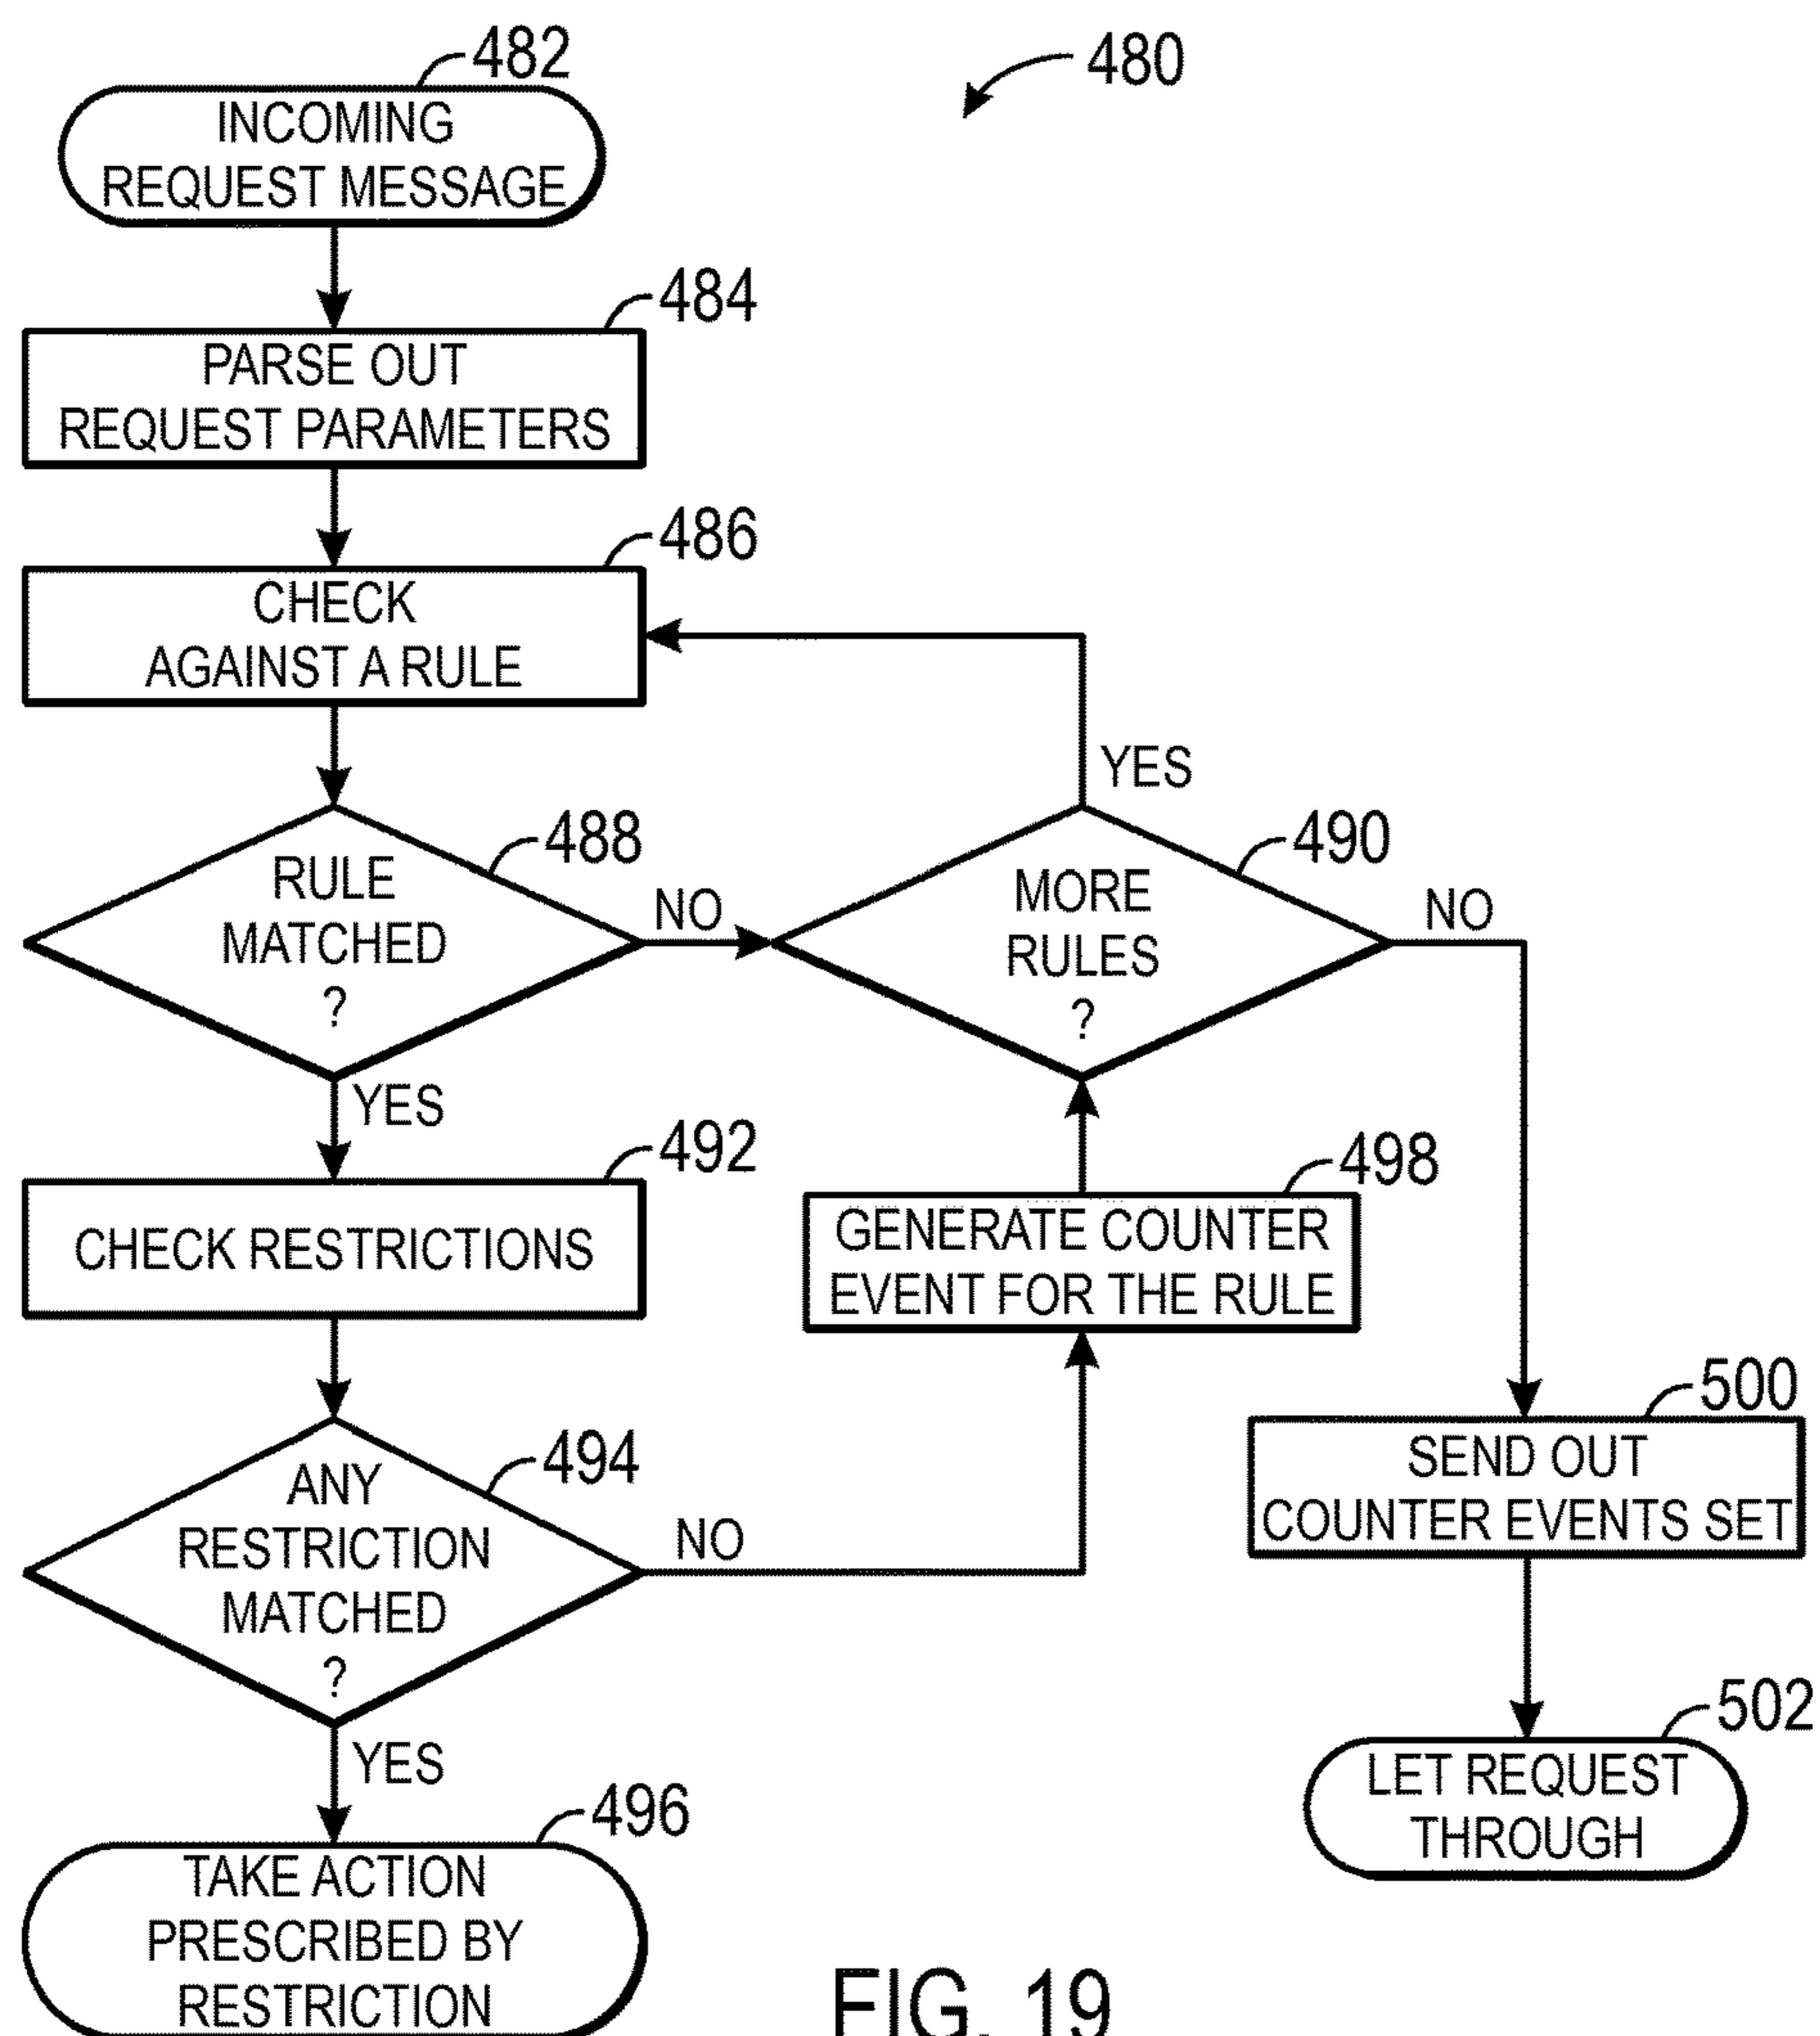 482
480
INCOMING
REQUEST MESSAGE
484
PARSE OUT
REQUEST PARAMETERS
486
CHECK
AGAINST A RULE
YES
488
RULE
MATCHED
?
NO
490
MORE
RULES
?
NO
YES
492
CHECK RESTRICTIONS
498
GENERATE COUNTER
EVENT FOR THE RULE
494
ANY
RESTRICTION
MATCHED
?
NO
500
SEND OUT
COUNTER EVENTS SET
YES
502
LET REQUEST
THROUGH
496
TAKE ACTION
PRESCRIBED BY
RESTRICTION
FIG. 19